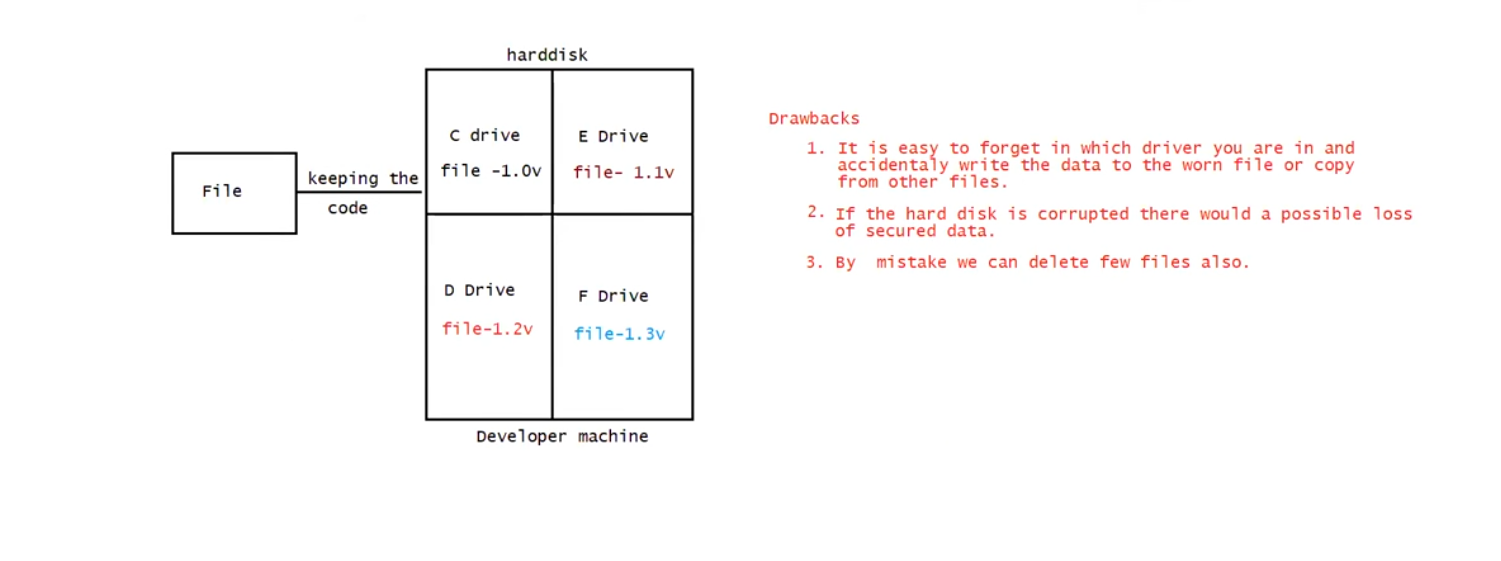 harddisk
File
keeping the
code
C drive
file -1.0v
E Drive
file- 1.1v
D Drive
file-1.2v
F Drive
file-1.3v
Developer machine
Drawbacks
1. It is easy to forget in which driver you are in and
accidentaly write the data to the worn file or copy
from other files.
2. If the hard disk is corrupted there would a possible loss
of secured data.
3. By mistake we can delete few files also.